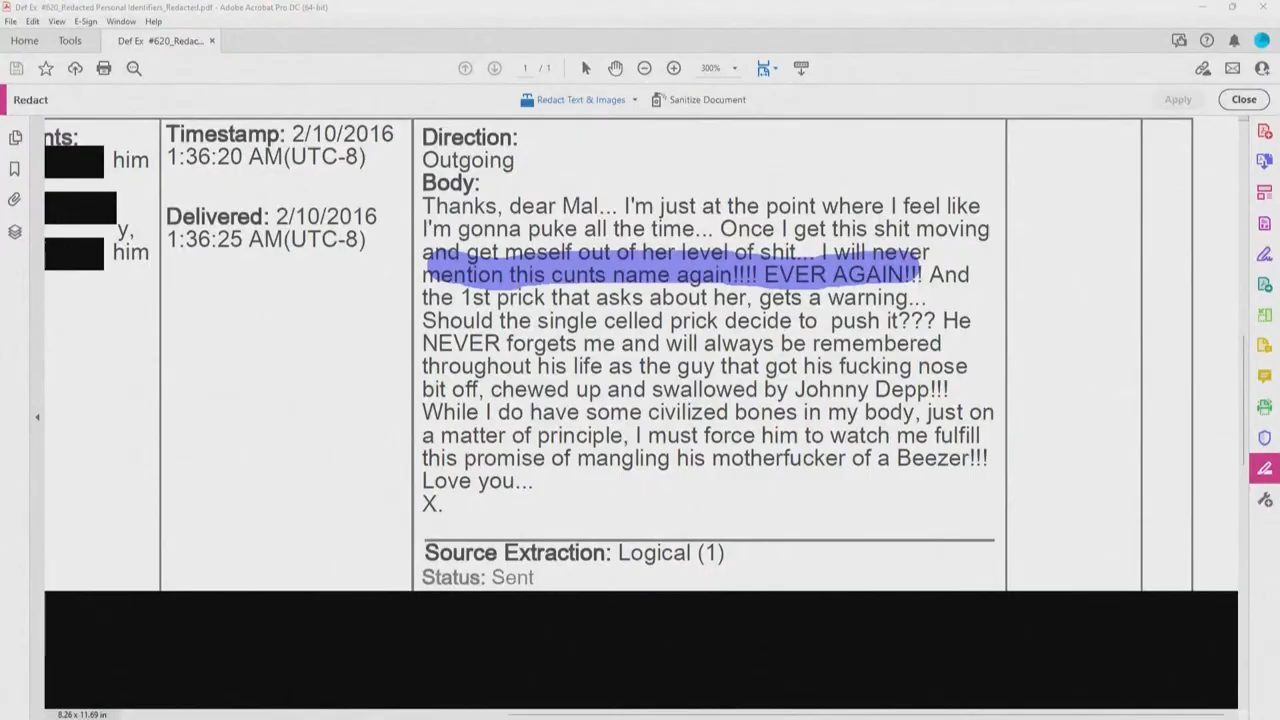 Def Ex #620_Redacted Personal Identifiers_Redacted.pdf - Adobe Acrobat Pro DC (64-bit)
File Edit View E-Sign Window Help
Home Tools Def Ex #620_Redac... ×
1 / 1 300%
Redact Redact Text & Images Sanitize Document Apply Close
nts:
him
y,
him
Timestamp: 2/10/2016
1:36:20 AM(UTC-8)
Delivered: 2/10/2016
1:36:25 AM(UTC-8)
Direction:
Outgoing
Body:
Thanks, dear Mal... I'm just at the point where I feel like
I'm gonna puke all the time... Once I get this shit moving
and get meself out of her level of shit... I will never
mention this cunts name again!!!! EVER AGAIN!!! And
the 1st prick that asks about her, gets a warning...
Should the single celled prick decide to push it??? He
NEVER forgets me and will always be remembered
throughout his life as the guy that got his fucking nose
bit off, chewed up and swallowed by Johnny Depp!!!
While I do have some civilized bones in my body, just on
a matter of principle, I must force him to watch me fulfill
this promise of mangling his motherfucker of a Beezer!!!
Love you...
X.
Source Extraction: Logical (1)
Status: Sent
8.26 x 11.69 in